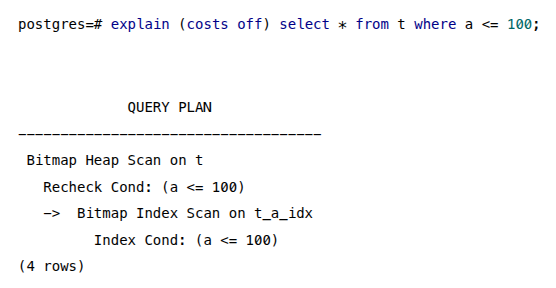 postgres=# explain (costs off) select * from t where a <= 100;
QUERY PLAN
------------------------------------
Bitmap Heap Scan on t
Recheck Cond: (a <= 100)
-> Bitmap Index Scan on t_a_idx
Index Cond: (a <= 100)
(4 rows)